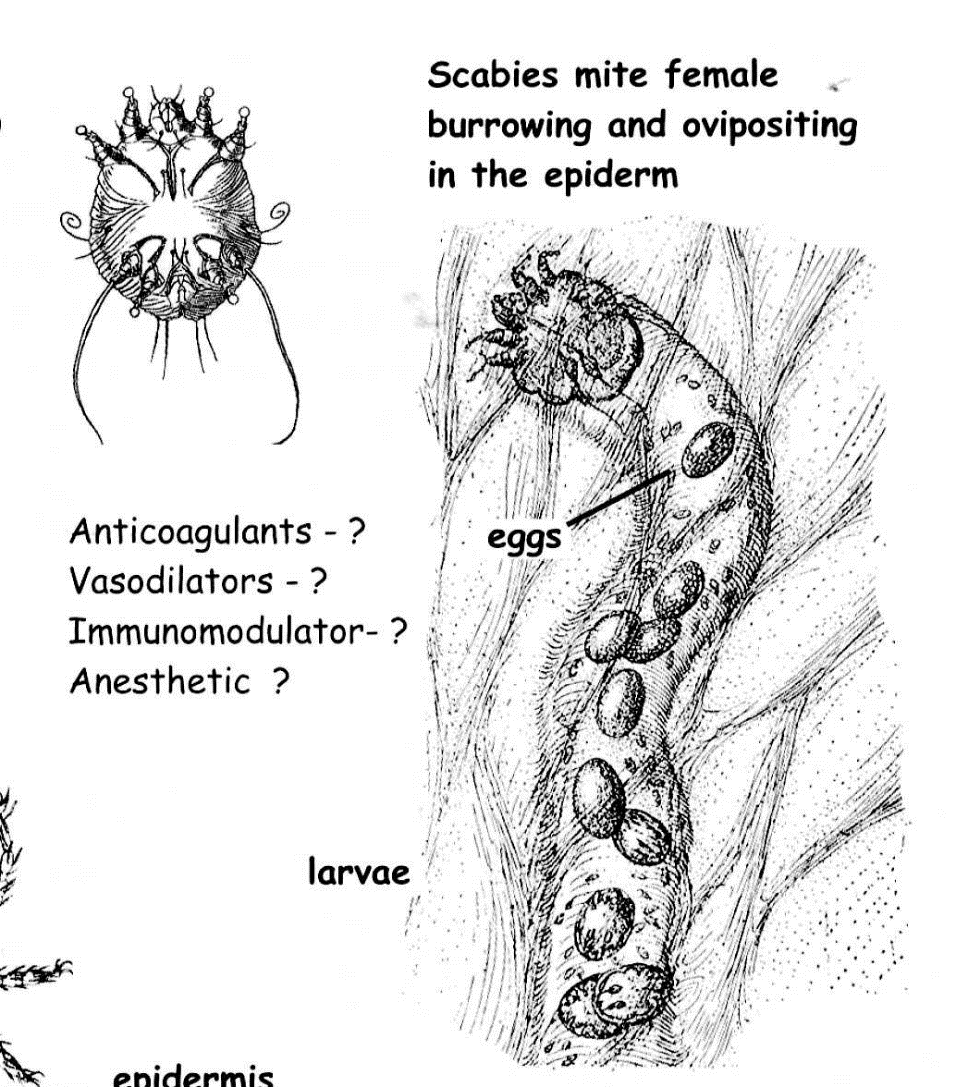 Scabies mite female
burrowing and ovipositing
in the epiderm
eggs
Anticoagulants - ?
Vasodilators - ?
Immunomodulator- ?
Anesthetic ?
larvae
epidermis